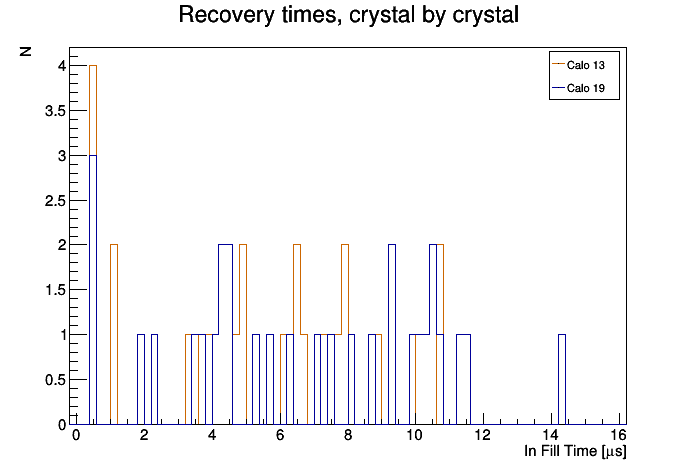 Recovery times, crystal by crystal
N
Calo 13
Calo 19
4
3.5
3
2.5
2
1.5
1
0.5
0
0 2 4 6 8 10 12 14 16
In Fill Time [μs]